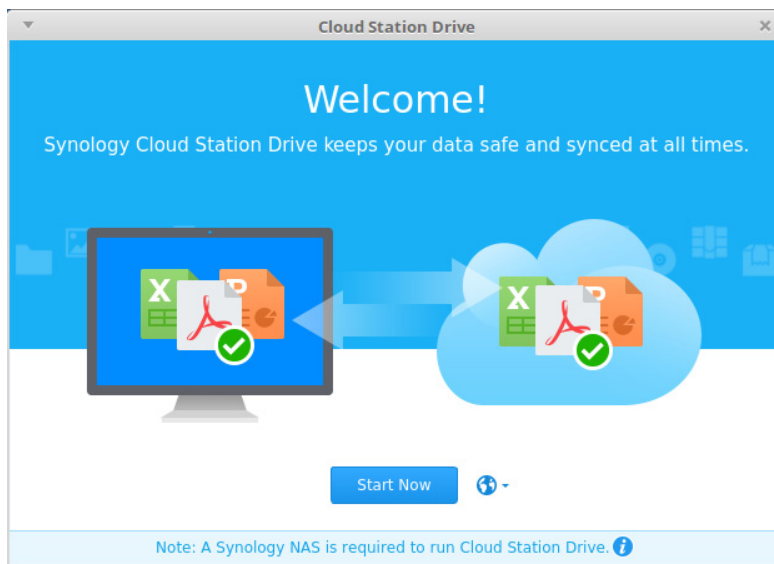 Cloud Station Drive
Welcome!
Synology Cloud Station Drive keeps your data safe and synced at all times.
X P
X P
Start Now
Note: A Synology NAS is required to run Cloud Station Drive.